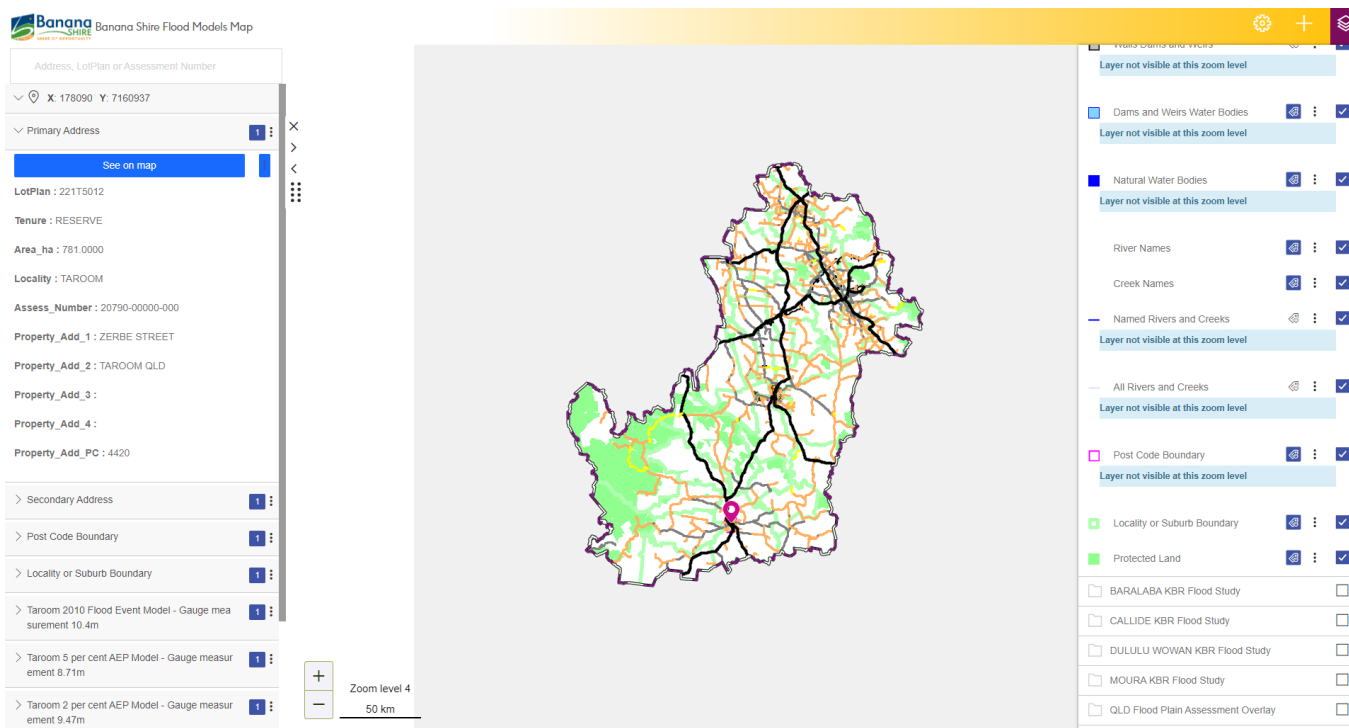 Banana
SHIRE
SHIRE OF OPPORTUNITY
Banana Shire Flood Models Map
Address, LotPlan or Assessment Number
X: 178090 Y: 7160937
Primary Address
1
See on map
LotPlan : 221T5012
Tenure : RESERVE
Area_ha : 781.0000
Locality : TAROOM
Assess_Number : 20790-00000-000
Property_Add_1 : ZERBE STREET
Property_Add_2 : TAROOM QLD
Property_Add_3 :
Property_Add_4 :
Property_Add_PC : 4420
Secondary Address
1
Post Code Boundary
1
Locality or Suburb Boundary
1
Taroom 2010 Flood Event Model - Gauge mea
surement 10.4m
1
Taroom 5 per cent AEP Model - Gauge measur
ement 8.71m
1
Taroom 2 per cent AEP Model - Gauge measur
ement 9.47m
1
Zoom level 4
50 km
Walls Dams and Weirs
Layer not visible at this zoom level
Dams and Weirs Water Bodies
Layer not visible at this zoom level
Natural Water Bodies
Layer not visible at this zoom level
River Names
Creek Names
Named Rivers and Creeks
Layer not visible at this zoom level
All Rivers and Creeks
Layer not visible at this zoom level
Post Code Boundary
Layer not visible at this zoom level
Locality or Suburb Boundary
Protected Land
BARALABA KBR Flood Study
CALLIDE KBR Flood Study
DULULU WOWAN KBR Flood Study
MOURA KBR Flood Study
QLD Flood Plain Assessment Overlay